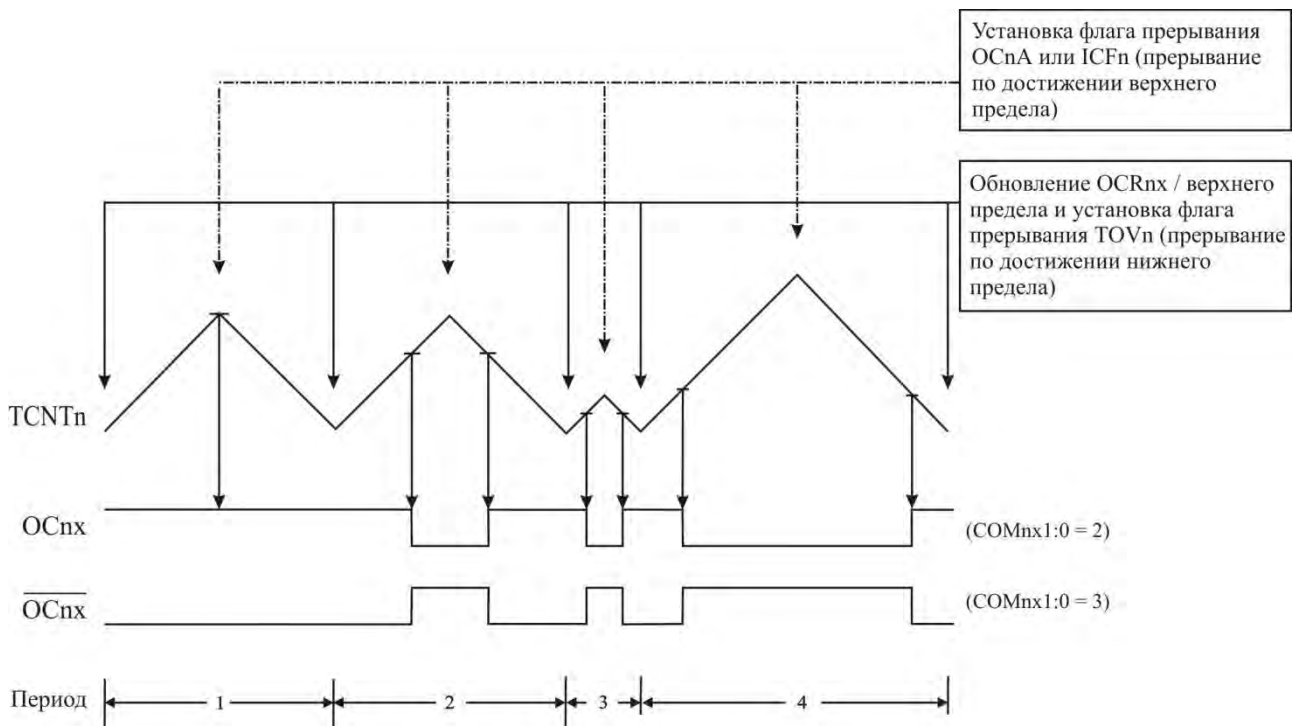 Установка флага прерывания
OCnA или ICFn (прерывание
по достижении верхнего
предела)
Обновление OCRnx / верхнего
предела и установка флага
прерывания TOVn (прерывание
по достижении нижнего
предела)
TCNTn
OCnx
(COMnx1:0 = 2)
OCnx
(COMnx1:0 = 3)
Период
1
2
3
4